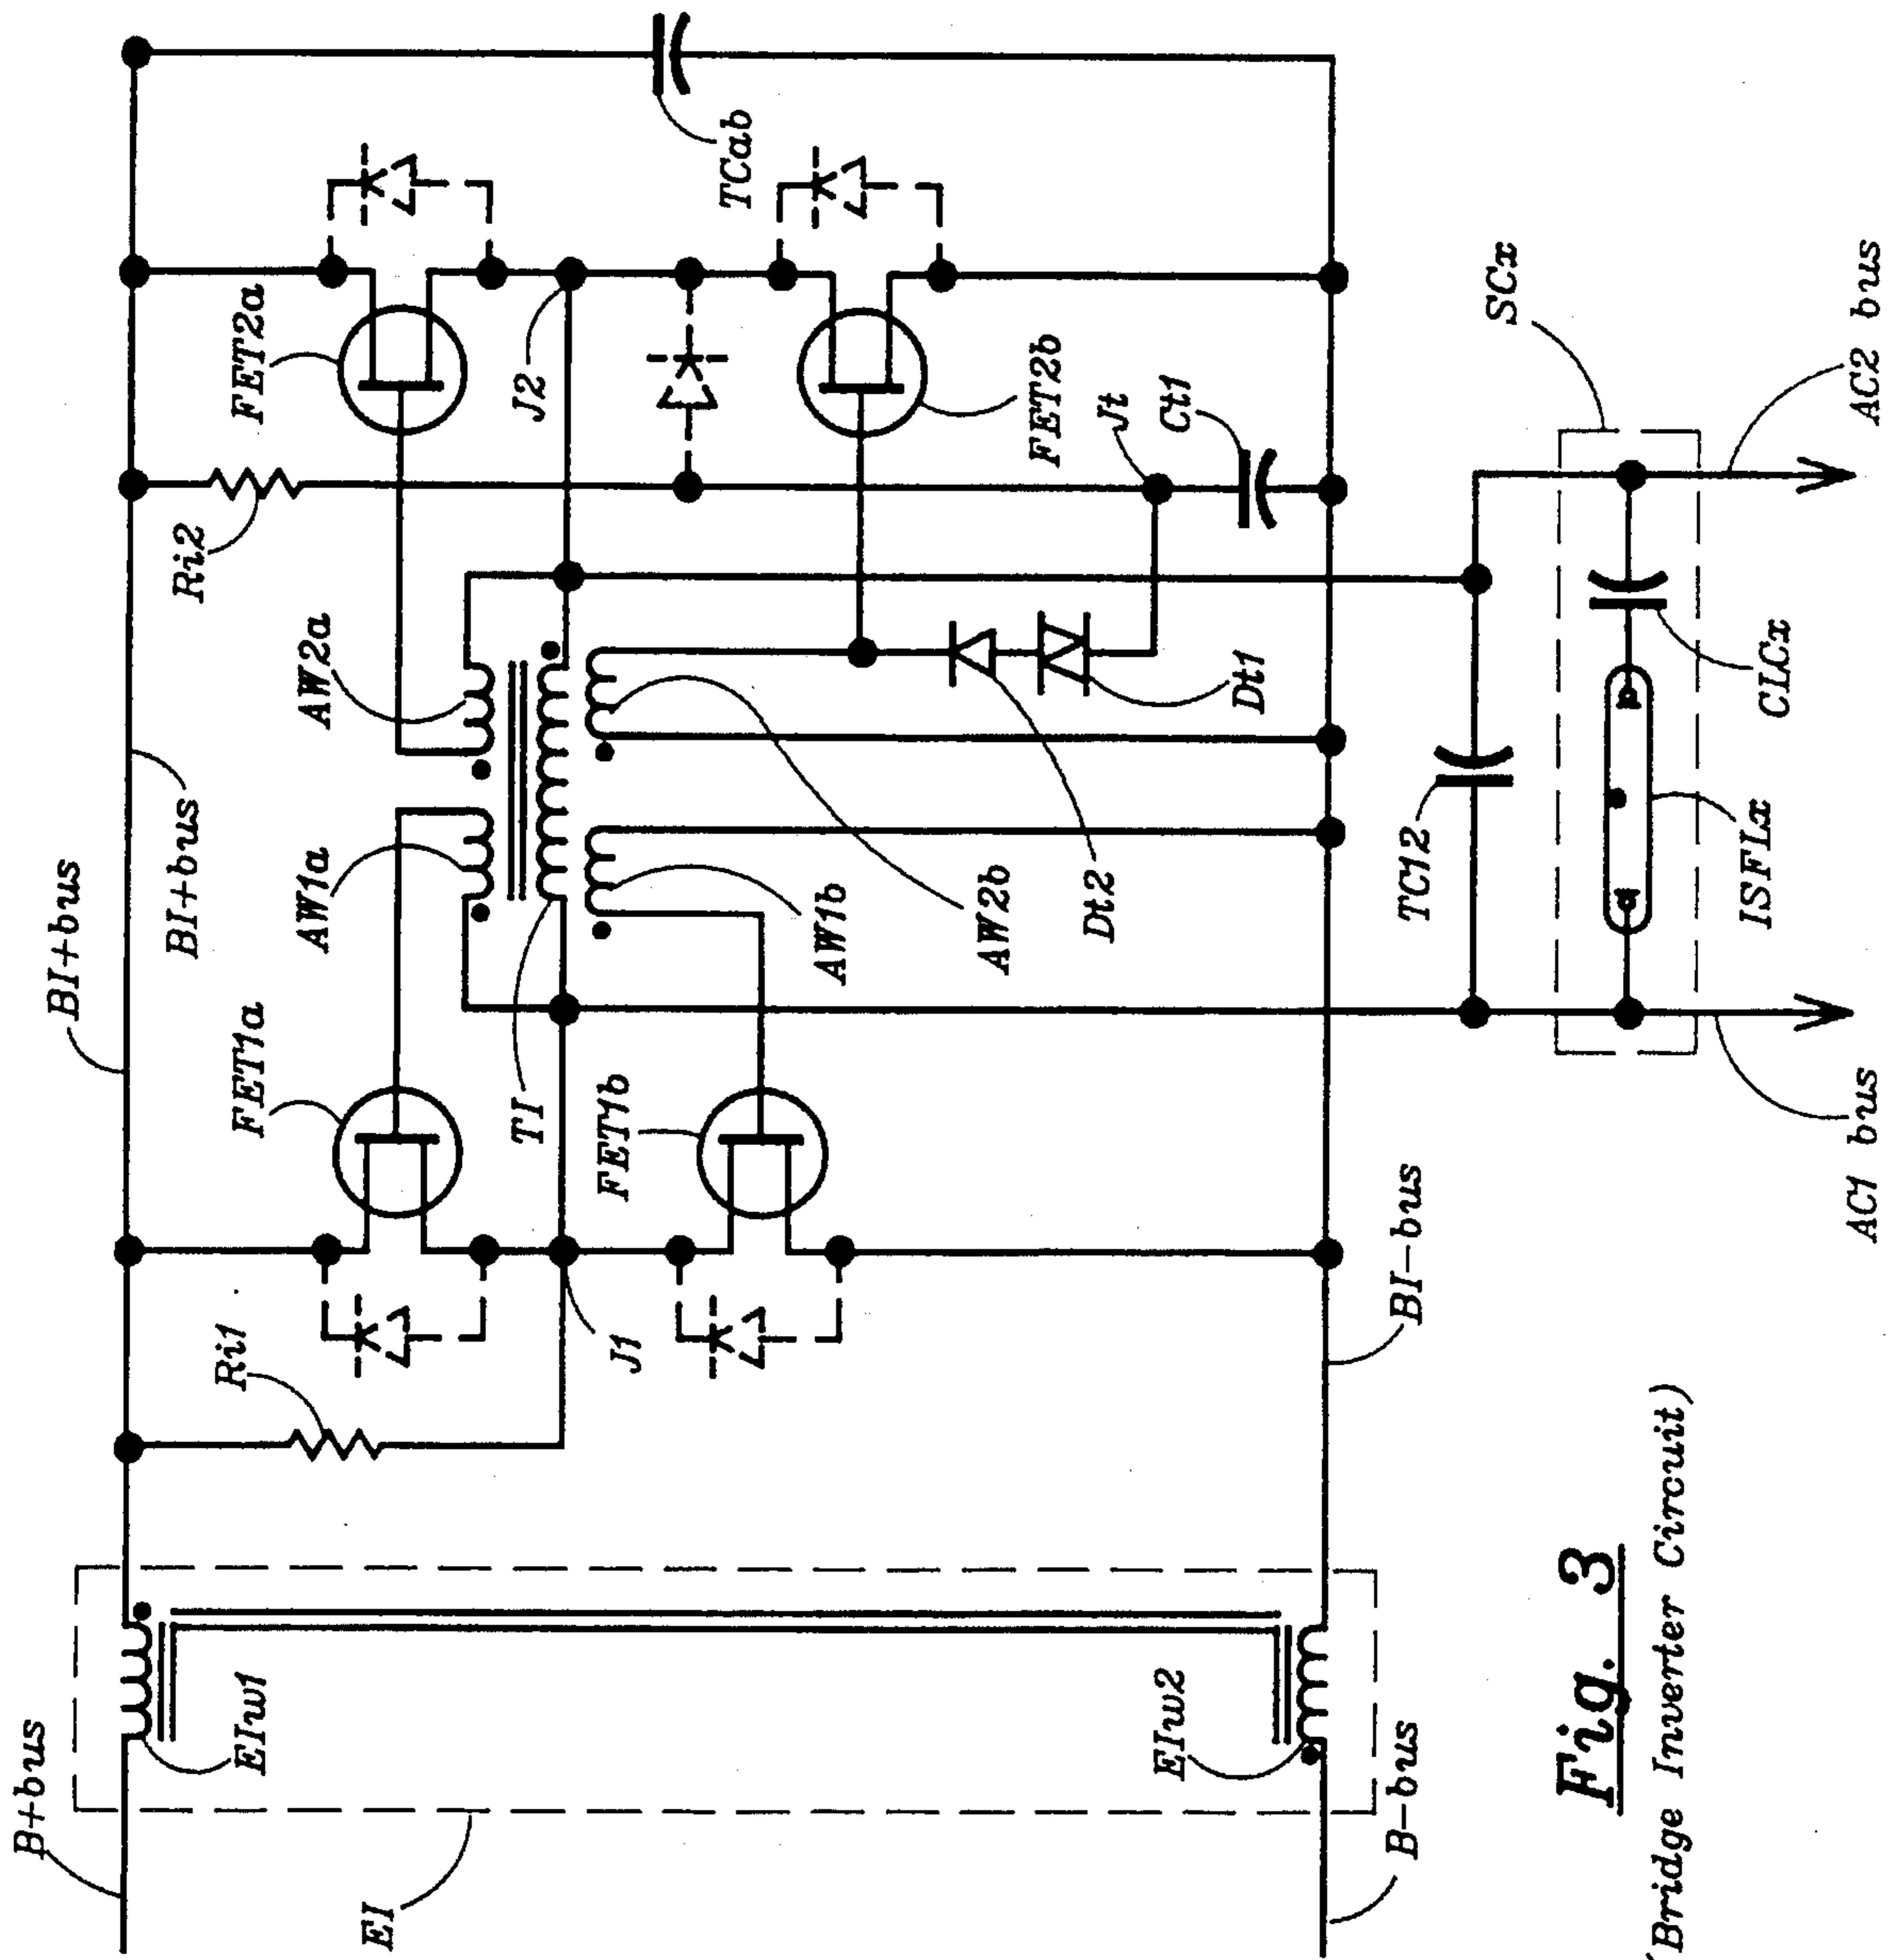 B+bus
EI
EIw1
EIw2
B-bus
BI+bus
BI+bus
Ri1
J1
FET1a
TI
FET1b
BI-bus
AW1a
AW2a
AW1b
AW2b
Dt2
Dt1
Ri2
FET2a
J2
FET2b
Jt
Ct1
TCab
TC12
SCx
CLCx
ISFLx
AC1 bus
AC2 bus
Fig. 3
(Bridge Inverter Circuit)